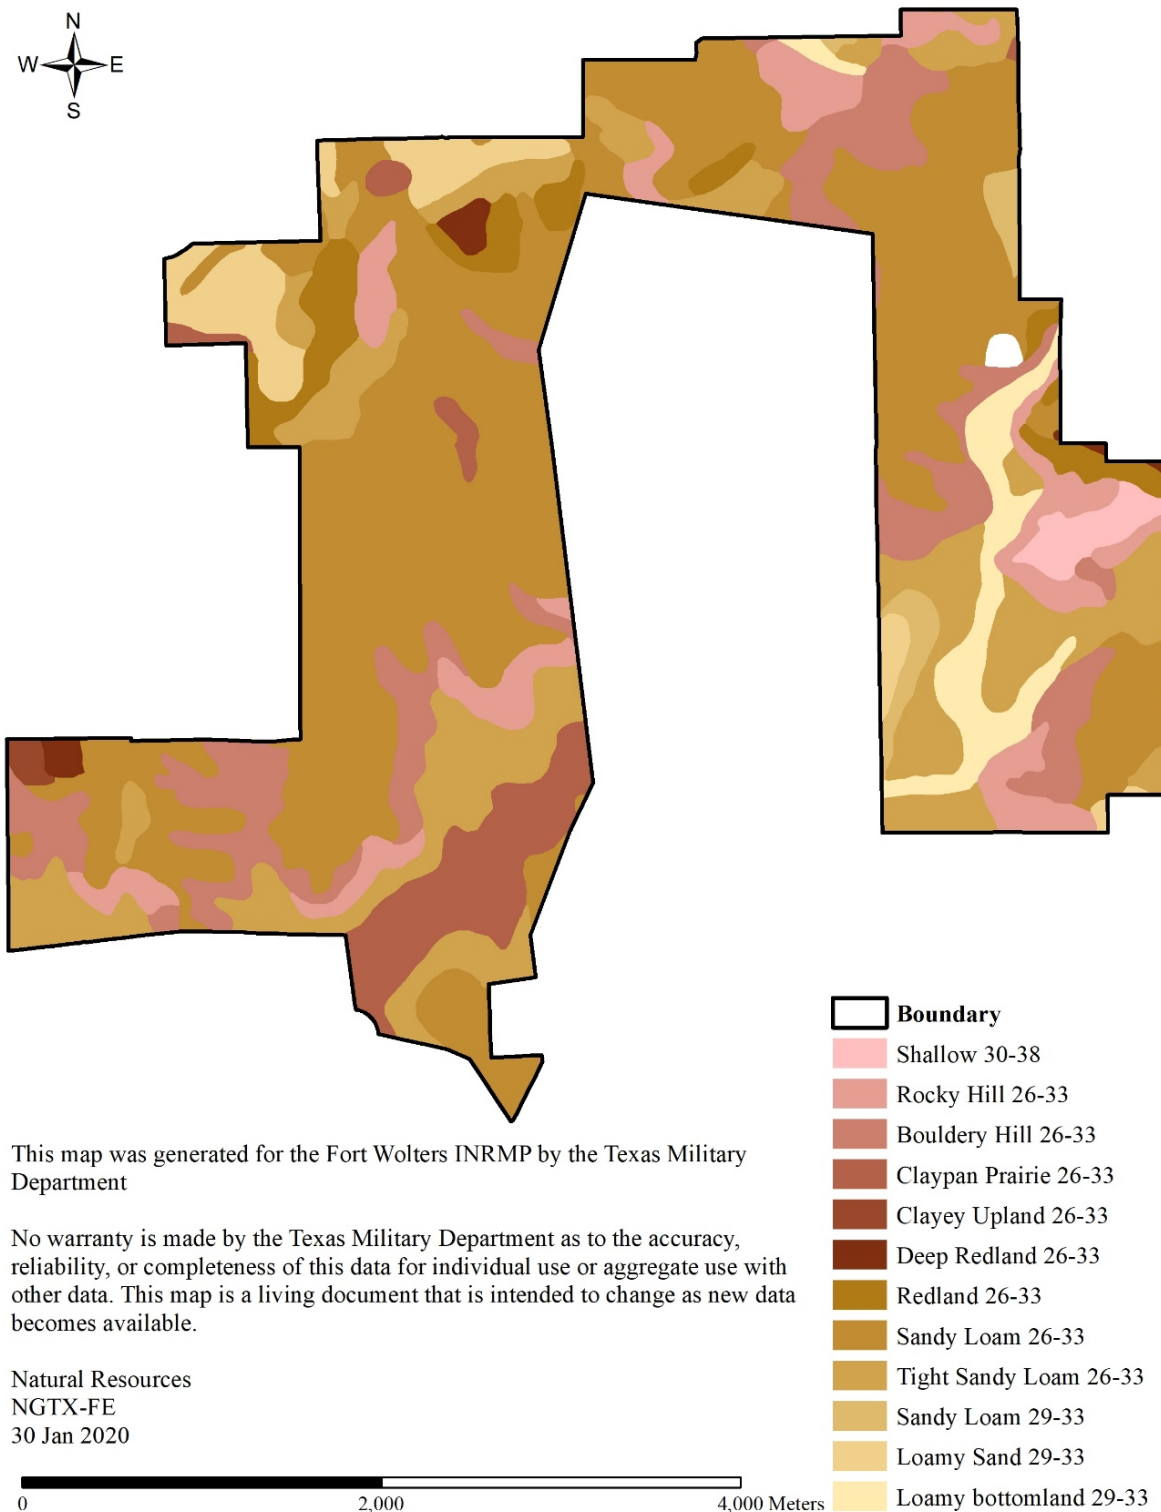 N
W E
S
Boundary
Shallow 30-38
Rocky Hill 26-33
Bouldery Hill 26-33
Claypan Prairie 26-33
Clayey Upland 26-33
Deep Redland 26-33
Redland 26-33
Sandy Loam 26-33
Tight Sandy Loam 26-33
Sandy Loam 29-33
Loamy Sand 29-33
Loamy bottomland 29-33
This map was generated for the Fort Wolters INRMP by the Texas Military
Department
No warranty is made by the Texas Military Department as to the accuracy,
reliability, or completeness of this data for individual use or aggregate use with
other data. This map is a living document that is intended to change as new data
becomes available.
Natural Resources
NGTX-FE
30 Jan 2020
0 2,000 4,000 Meters